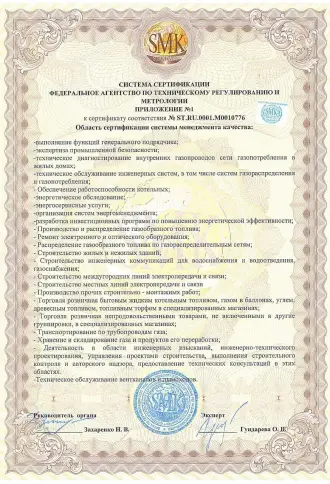 SMK
СИСТЕМА СЕРТИФИКАЦИИ
ФЕДЕРАЛЬНОЕ АГЕНТСТВО ПО ТЕХНИЧЕСКОМУ РЕГУЛИРОВАНИЮ И
МЕТРОЛОГИИ
ПРИЛОЖЕНИЕ №1
к сертификату соответствия № ST.RU.0001.M0010776
Область сертификации системы менеджмента качества:
-выполнения функций генерального подрядчика;
-экспертиза промышленной безопасности;
- техническое диагностирование внутренних газопроводов сети газопотребления в
жилых домах;
- техническое обслуживание инженерных систем, в том числе систем газораспределения
и газопотребления;
- Обеспечение работоспособности котельных;
-энергетическое обследование;
-энергосервисные услуги;
-организация систем энергоменеджмента;
-разработка инвестиционных программ по повышению энергетической эффективности;
- Производство и распределение газообразного топлива;
- Ремонт электронного и оптического оборудования;
- Распределение газообразного топлива по газораспределительным сетям;
- Строительство жилых и нежилых зданий;
- Строительство инженерных коммуникаций для водоснабжения и водоотведения,
газоснабжения;
- Строительство междугородних линий электропередачи и связи;
- Строительство местных линий электропередачи и связи
- Производство прочих строительно - монтажных работ;
- Торговля розничная бытовым жидким котельным топливом, газом в баллонах, углем,
древесным топливом, топливным торфом в специализированных магазинах;
- Торговля розничная непродовольственными товарами, не включенными в другие
группировки, в специализированных магазинах;
- Транспортирование по трубопроводам газа;
- Хранение и складирование газа и продуктов его переработки;
- Деятельность в области инженерных изысканий, инженерно-технического
проектирования, управления проектами строительства, выполнения строительного
контроля и авторского надзора, предоставление технических консультаций в этих
областях.
-Техническое обслуживание вентканалов и дымоходов.
Руководитель органа
Эксперт
Захаренко Н. В.
Гундарева О. В.